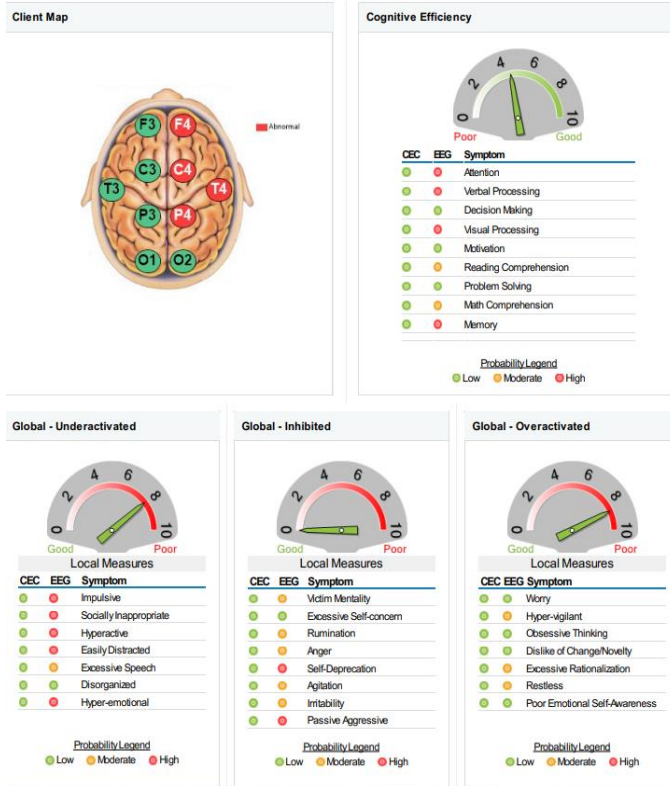 Client Map
F3 F4
Abnormal
C3 C4
T3 T4
P3 P4
O1 O2
Cognitive Efficiency
0 2 4 6 8 10
Poor Good
CEC EEG Symptom
Attention
Verbal Processing
Decision Making
Visual Processing
Motivation
Reading Comprehension
Problem Solving
Math Comprehension
Memory
Probability Legend
Low Moderate High
Global - Underactivated
0 2 4 6 8 10
Good Poor
Local Measures
CEC EEG Symptom
Impulsive
Socially Inappropriate
Hyperactive
Easily Distracted
Excessive Speech
Disorganized
Hyper-emotional
Probability Legend
Low Moderate High
Global - Inhibited
0 2 4 6 8 10
Good Poor
Local Measures
CEC EEG Symptom
Victim Mentality
Excessive Self-concern
Rumination
Anger
Self-Deprecation
Agitation
Irritability
Passive Aggressive
Probability Legend
Low Moderate High
Global - Overactivated
0 2 4 6 8 10
Good Poor
Local Measures
CEC EEG Symptom
Worry
Hyper-vigilant
Obsessive Thinking
Dislike of Change/Novelty
Excessive Rationalization
Restless
Poor Emotional Self-Awareness
Probability Legend
Low Moderate High